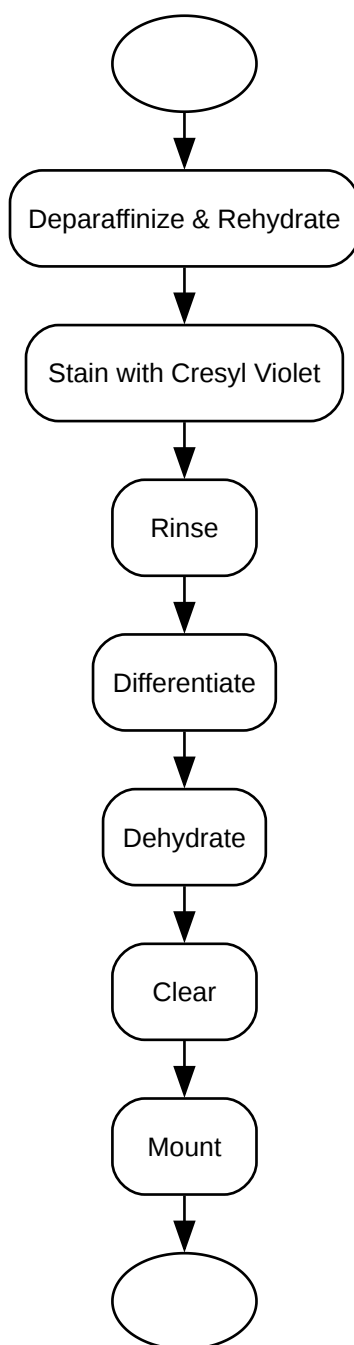 Deparaffinize & Rehydrate
Stain with Cresyl Violet
Rinse
Differentiate
Dehydrate
Clear
Mount